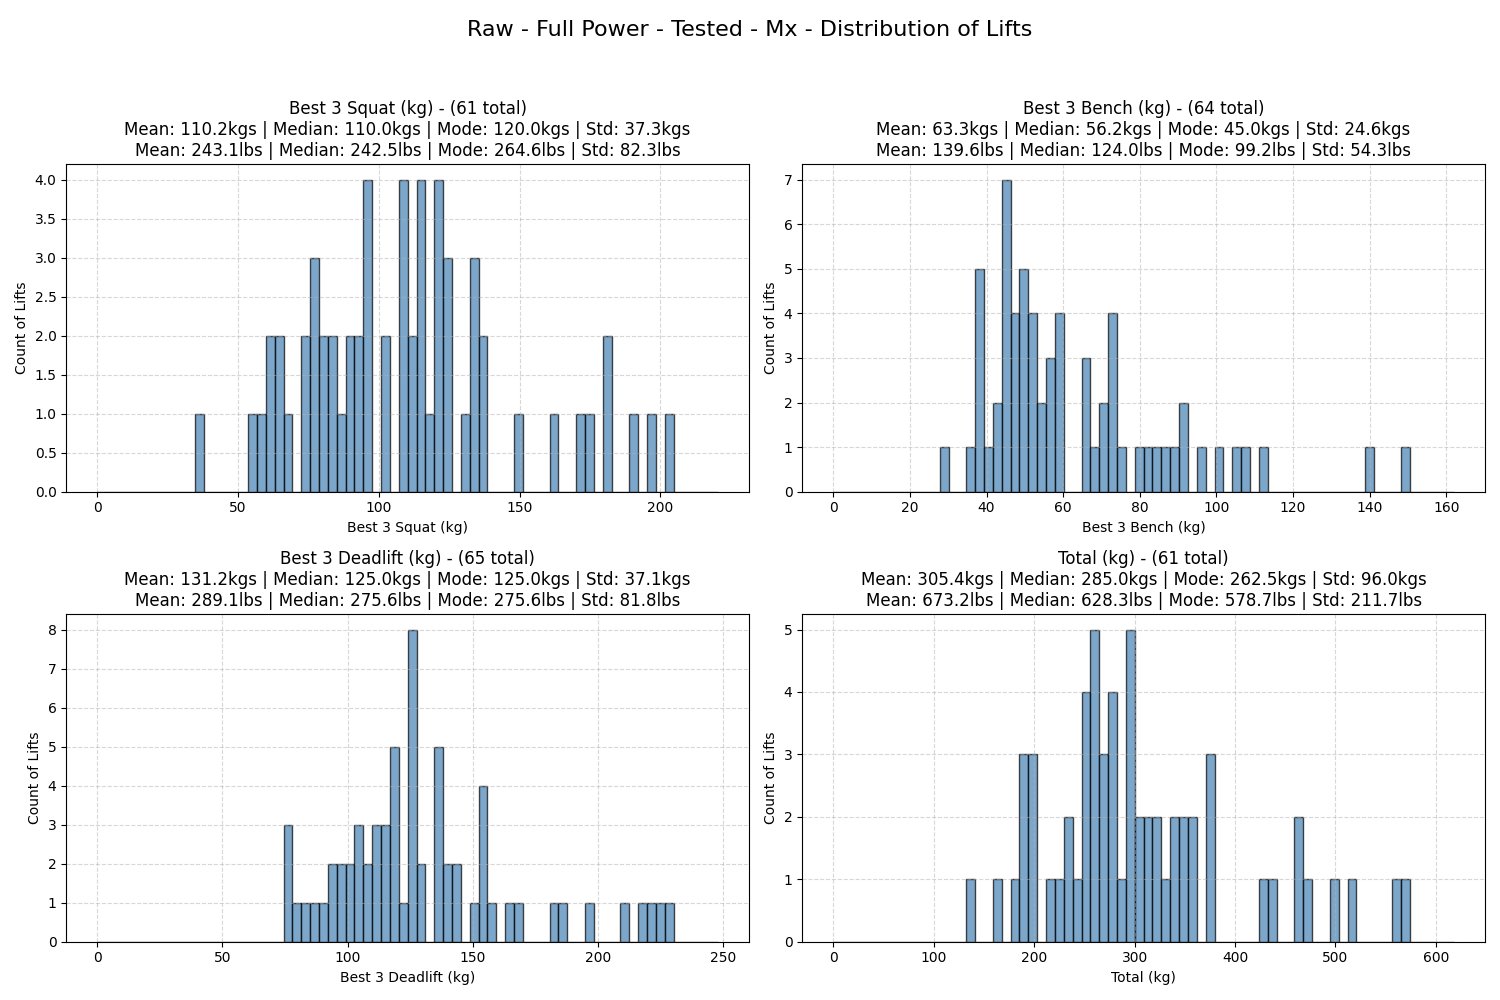 Raw - Full Power - Tested - Mx - Distribution of Lifts
Best 3 Squat (kg) - (61 total)
Mean: 110.2kgs | Median: 110.0kgs | Mode: 120.0kgs | Std: 37.3kgs
Mean: 243.1lbs | Median: 242.5lbs | Mode: 264.6lbs | Std: 82.3lbs
4.0
3.5
3.0
2.5
2.0
1.5
1.0
0.5
0.0
Count of Lifts
0 50 100 150 200
Best 3 Squat (kg)
Best 3 Bench (kg) - (64 total)
Mean: 63.3kgs | Median: 56.2kgs | Mode: 45.0kgs | Std: 24.6kgs
Mean: 139.6lbs | Median: 124.0lbs | Mode: 99.2lbs | Std: 54.3lbs
7
6
5
4
3
2
1
0
Count of Lifts
0 20 40 60 80 100 120 140 160
Best 3 Bench (kg)
Best 3 Deadlift (kg) - (65 total)
Mean: 131.2kgs | Median: 125.0kgs | Mode: 125.0kgs | Std: 37.1kgs
Mean: 289.1lbs | Median: 275.6lbs | Mode: 275.6lbs | Std: 81.8lbs
8
7
6
5
4
3
2
1
0
Count of Lifts
0 50 100 150 200 250
Best 3 Deadlift (kg)
Total (kg) - (61 total)
Mean: 305.4kgs | Median: 285.0kgs | Mode: 262.5kgs | Std: 96.0kgs
Mean: 673.2lbs | Median: 628.3lbs | Mode: 578.7lbs | Std: 211.7lbs
5
4
3
2
1
0
Count of Lifts
0 100 200 300 400 500 600
Total (kg)